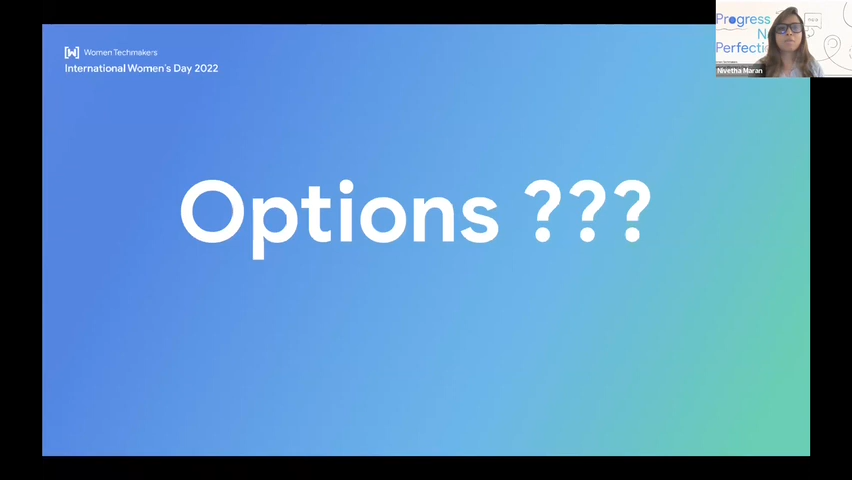 [W] Women Techmakers
International Women's Day 2022
Options ???
Progress
N
Perfecti
Nivetha Maran